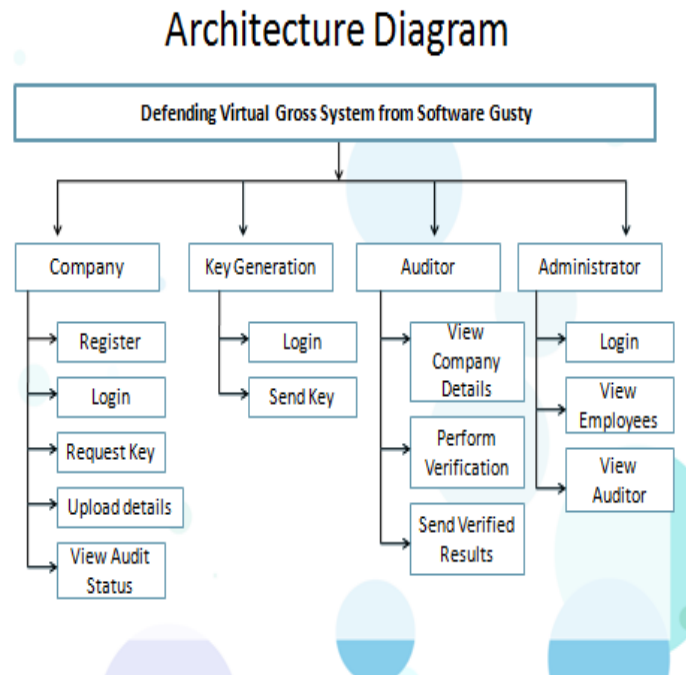 Architecture Diagram
Defending Virtual Gross System from Software Gusty
Company
Key Generation
Auditor
Administrator
Register
Login
Request Key
Upload details
View Audit
Status
Login
Send Key
View
Company
Details
Perform
Verification
Send Verified
Results
Login
View
Employees
View
Auditor